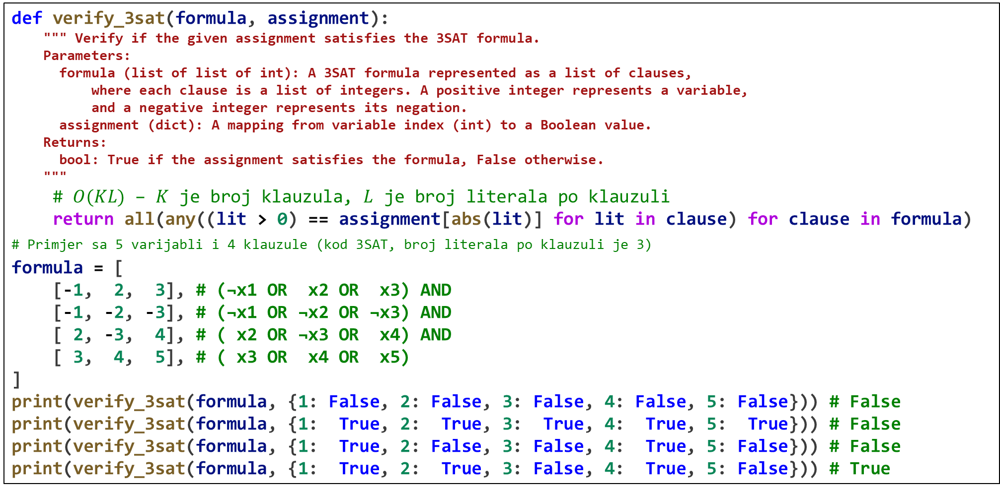 def verify_3sat(formula, assignment):
    """ Verify if the given assignment satisfies the 3SAT formula.
    Parameters:
      formula (list of list of int): A 3SAT formula represented as a list of clauses,
          where each clause is a list of integers. A positive integer represents a variable,
          and a negative integer represents its negation.
      assignment (dict): A mapping from variable index (int) to a Boolean value.
    Returns:
      bool: True if the assignment satisfies the formula, False otherwise.
    """
    # O(KL) – K je broj klauzula, L je broj literala po klauzuli
    return all(any((lit > 0) == assignment[abs(lit)] for lit in clause) for clause in formula)
# Primjer sa 5 varijabli i 4 klauzule (kod 3SAT, broj literala po klauzuli je 3)
formula = [
    [-1,  2,  3], # (¬x1 OR  x2 OR  x3) AND
    [-1, -2, -3], # (¬x1 OR ¬x2 OR ¬x3) AND
    [ 2, -3,  4], # ( x2 OR ¬x3 OR  x4) AND
    [ 3,  4,  5], # ( x3 OR  x4 OR  x5)
]
print(verify_3sat(formula, {1: False, 2: False, 3: False, 4: False, 5: False})) # False
print(verify_3sat(formula, {1:  True, 2:  True, 3:  True, 4:  True, 5:  True})) # False
print(verify_3sat(formula, {1:  True, 2: False, 3: False, 4:  True, 5: False})) # False
print(verify_3sat(formula, {1:  True, 2:  True, 3: False, 4:  True, 5: False})) # True